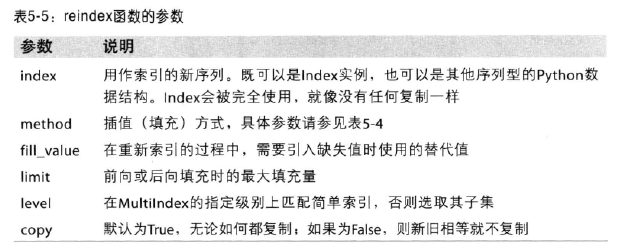 表5-5：reindex函数的参数
参数 说明
index 用作索引的新序列。既可以是Index实例，也可以是其他序列型的Python数
据结构。Index会被完全使用，就像没有任何复制一样
method 插值（填充）方式，具体参数请参见表5-4
fill_value 在重新索引的过程中，需要引入缺失值时使用的替代值
limit 前向或后向填充时的最大填充量
level 在MultiIndex的指定级别上匹配简单索引，否则选取其子集
copy 默认为True，无论如何都复制；如果为False，则新旧相等就不复制